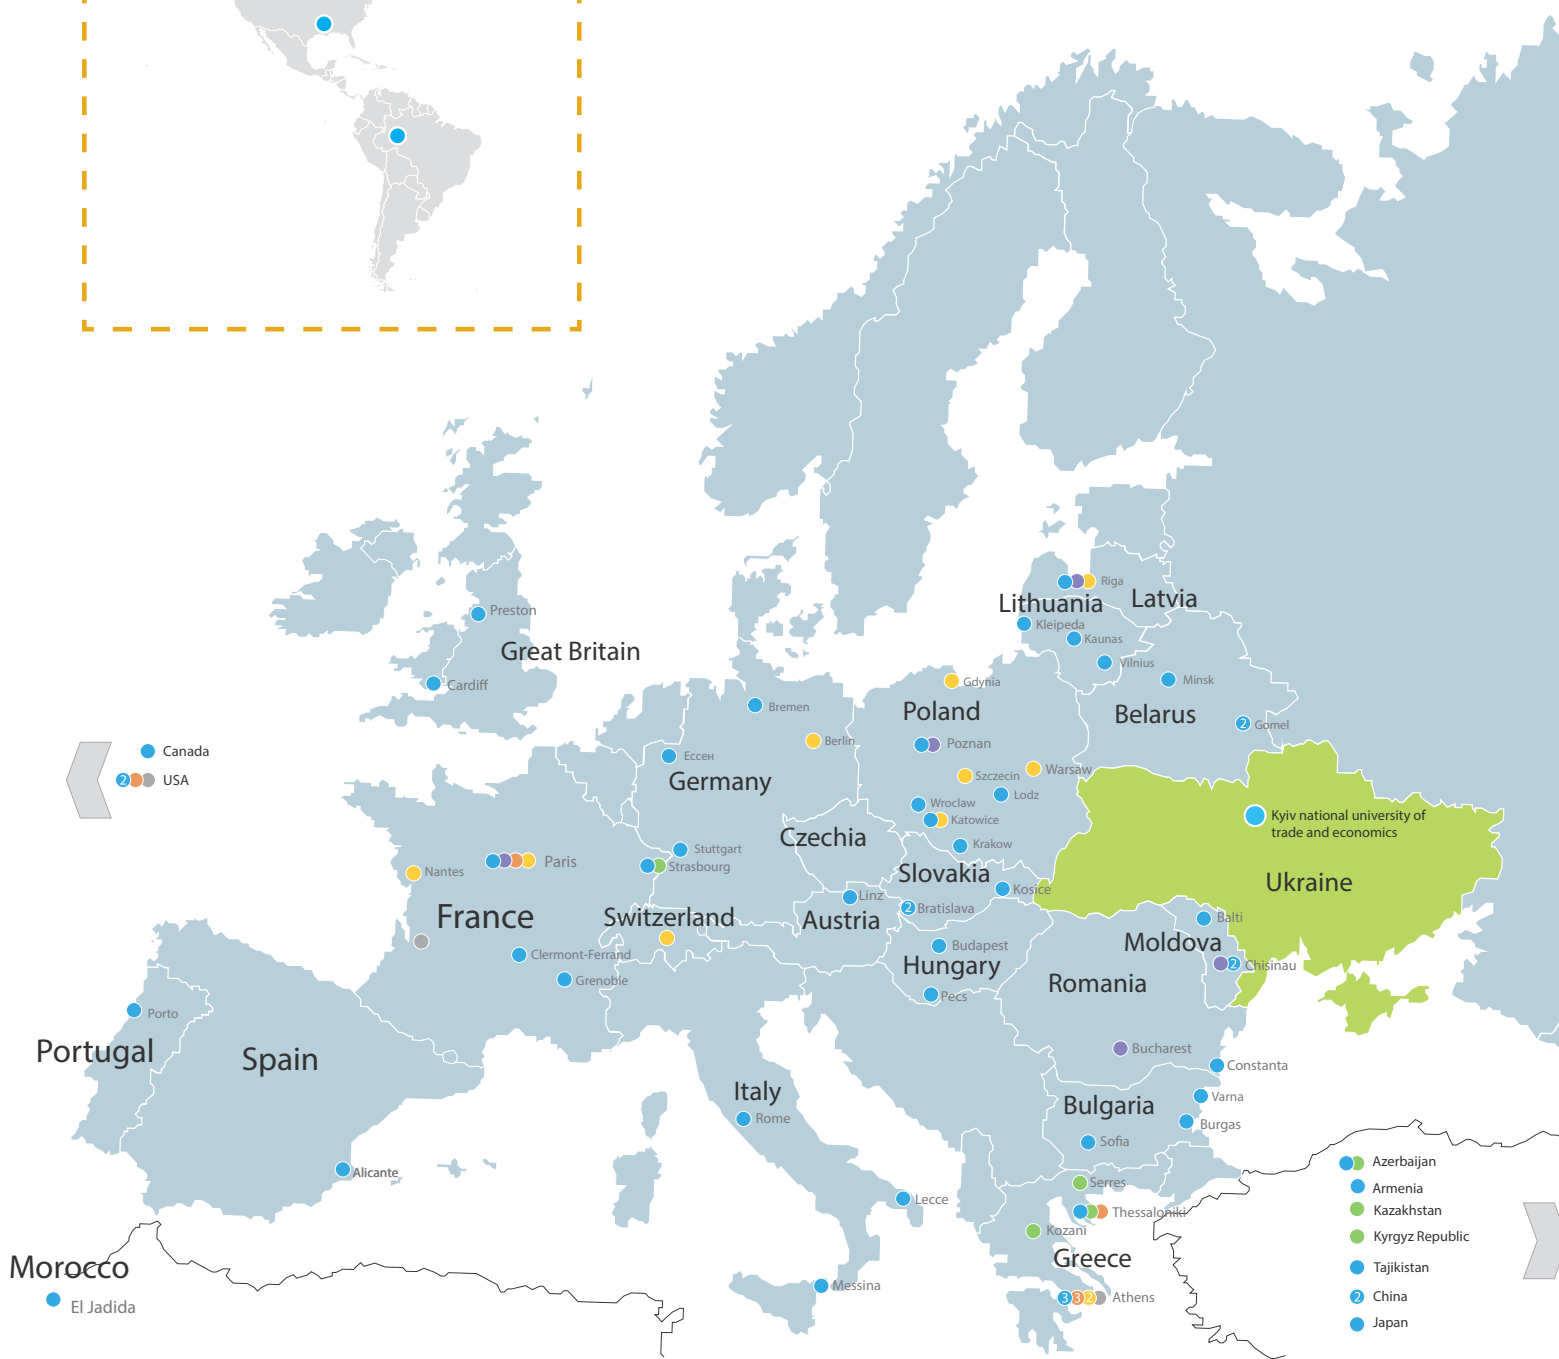 Riga
Lithuania
Latvia
Preston
Kleipeda
Kaunas
Great Britain
Vilnius
Cardiff
Gdynia
Minsk
Bremen
Poland
Belarus
2 Gomel
Berlin
Poznan
Canada
Ессен
2 USA
Germany
Szczecin
Warsaw
Wroclaw
Lodz
Katowice
Kyiv national university of
trade and economics
Czechia
Krakow
Stuttgart
Paris
Strasbourg
Nantes
Slovakia
Kosice
Ukraine
Linz
2 Bratislava
France
Switzerland
Austria
Balti
Moldova
Budapest
Clermont-Ferrand
Hungary
2 Chisinau
Grenoble
Romania
Pecs
Porto
Portugal
Spain
Bucharest
Constanta
Italy
Varna
Bulgaria
Rome
Burgas
Sofia
Azerbaijan
Alicante
Serres
Armenia
Lecce
Thessaloniki
Kazakhstan
Kozani
Kyrgyz Republic
Greece
Morocco
Tajikistan
Messina
El Jadida
3 3 2 Athens
2 China
Japan